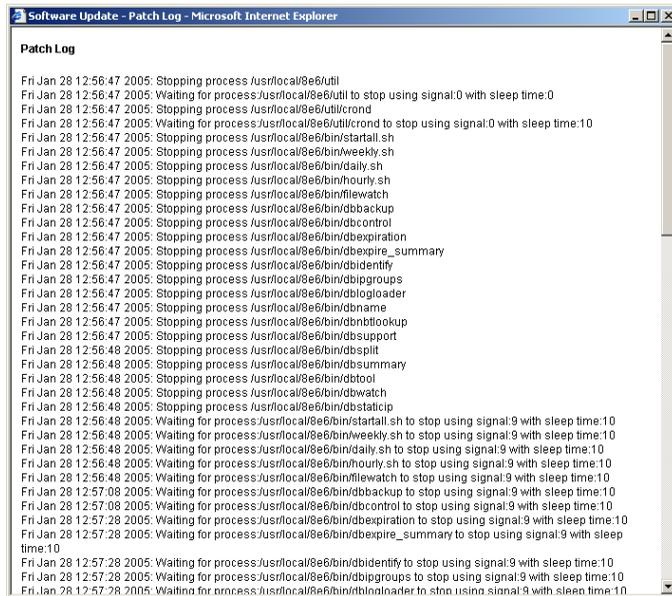 Software Update - Patch Log - Microsoft Internet Explorer
Patch Log
Fri Jan 28 12:56:47 2005: Stopping process /usr/local/8e6/util
Fri Jan 28 12:56:47 2005: Waiting for process:/usr/local/8e6/util to stop using signal:0 with sleep time:0
Fri Jan 28 12:56:47 2005: Stopping process /usr/local/8e6/util/crond
Fri Jan 28 12:56:47 2005: Waiting for process:/usr/local/8e6/util/crond to stop using signal:0 with sleep time:10
Fri Jan 28 12:56:47 2005: Stopping process /usr/local/8e6/bin/startall.sh
Fri Jan 28 12:56:47 2005: Stopping process /usr/local/8e6/bin/weekly.sh
Fri Jan 28 12:56:47 2005: Stopping process /usr/local/8e6/bin/daily.sh
Fri Jan 28 12:56:47 2005: Stopping process /usr/local/8e6/bin/hourly.sh
Fri Jan 28 12:56:47 2005: Stopping process /usr/local/8e6/bin/filewatch
Fri Jan 28 12:56:47 2005: Stopping process /usr/local/8e6/bin/dbbackup
Fri Jan 28 12:56:47 2005: Stopping process /usr/local/8e6/bin/dbcontrol
Fri Jan 28 12:56:47 2005: Stopping process /usr/local/8e6/bin/dbexpiration
Fri Jan 28 12:56:47 2005: Stopping process /usr/local/8e6/bin/dbexpire_summary
Fri Jan 28 12:56:47 2005: Stopping process /usr/local/8e6/bin/dbidentify
Fri Jan 28 12:56:47 2005: Stopping process /usr/local/8e6/bin/dbipgroups
Fri Jan 28 12:56:47 2005: Stopping process /usr/local/8e6/bin/dblogloader
Fri Jan 28 12:56:47 2005: Stopping process /usr/local/8e6/bin/dbname
Fri Jan 28 12:56:47 2005: Stopping process /usr/local/8e6/bin/dbnbtlookup
Fri Jan 28 12:56:47 2005: Stopping process /usr/local/8e6/bin/dbsupport
Fri Jan 28 12:56:48 2005: Stopping process /usr/local/8e6/bin/dbsplit
Fri Jan 28 12:56:48 2005: Stopping process /usr/local/8e6/bin/dbsummary
Fri Jan 28 12:56:48 2005: Stopping process /usr/local/8e6/bin/dbtool
Fri Jan 28 12:56:48 2005: Stopping process /usr/local/8e6/bin/dbwatch
Fri Jan 28 12:56:48 2005: Stopping process /usr/local/8e6/bin/dbstaticip
Fri Jan 28 12:56:48 2005: Waiting for process:/usr/local/8e6/bin/startall.sh to stop using signal:9 with sleep time:10
Fri Jan 28 12:56:48 2005: Waiting for process:/usr/local/8e6/bin/weekly.sh to stop using signal:9 with sleep time:10
Fri Jan 28 12:56:48 2005: Waiting for process:/usr/local/8e6/bin/daily.sh to stop using signal:9 with sleep time:10
Fri Jan 28 12:56:48 2005: Waiting for process:/usr/local/8e6/bin/hourly.sh to stop using signal:9 with sleep time:10
Fri Jan 28 12:56:48 2005: Waiting for process:/usr/local/8e6/bin/filewatch to stop using signal:9 with sleep time:10
Fri Jan 28 12:57:08 2005: Waiting for process:/usr/local/8e6/bin/dbbackup to stop using signal:9 with sleep time:10
Fri Jan 28 12:57:08 2005: Waiting for process:/usr/local/8e6/bin/dbcontrol to stop using signal:9 with sleep time:10
Fri Jan 28 12:57:28 2005: Waiting for process:/usr/local/8e6/bin/dbexpiration to stop using signal:9 with sleep time:10
Fri Jan 28 12:57:28 2005: Waiting for process:/usr/local/8e6/bin/dbexpire_summary to stop using signal:9 with sleep
time:10
Fri Jan 28 12:57:28 2005: Waiting for process:/usr/local/8e6/bin/dbidentify to stop using signal:9 with sleep time:10
Fri Jan 28 12:57:28 2005: Waiting for process:/usr/local/8e6/bin/dbipgroups to stop using signal:9 with sleep time:10
Fri Jan 28 12:57:28 2005: Waiting for process:/usr/local/8e6/bin/dblogloader to stop using signal:9 with sleep time:10